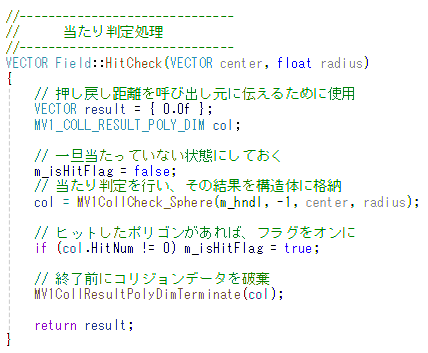 //-----------------------------
//      当たり判定処理
//-----------------------------
VECTOR Field::HitCheck(VECTOR center, float radius)
{
    // 押し戻し距離を呼び出し元に伝えるために使用
    VECTOR result = { 0.0f };
    MV1_COLL_RESULT_POLY_DIM col;

    // 一旦当たっていない状態にしておく
    m_isHitFlag = false;
    // 当たり判定を行い、その結果を構造体に格納
    col = MV1CollCheck_Sphere(m_hndl, -1, center, radius);

    // ヒットしたポリゴンがあれば、フラグをオンに
    if (col.HitNum != 0) m_isHitFlag = true;

    // 終了前にコリジョンデータを破棄
    MV1CollResultPolyDimTerminate(col);

    return result;
}